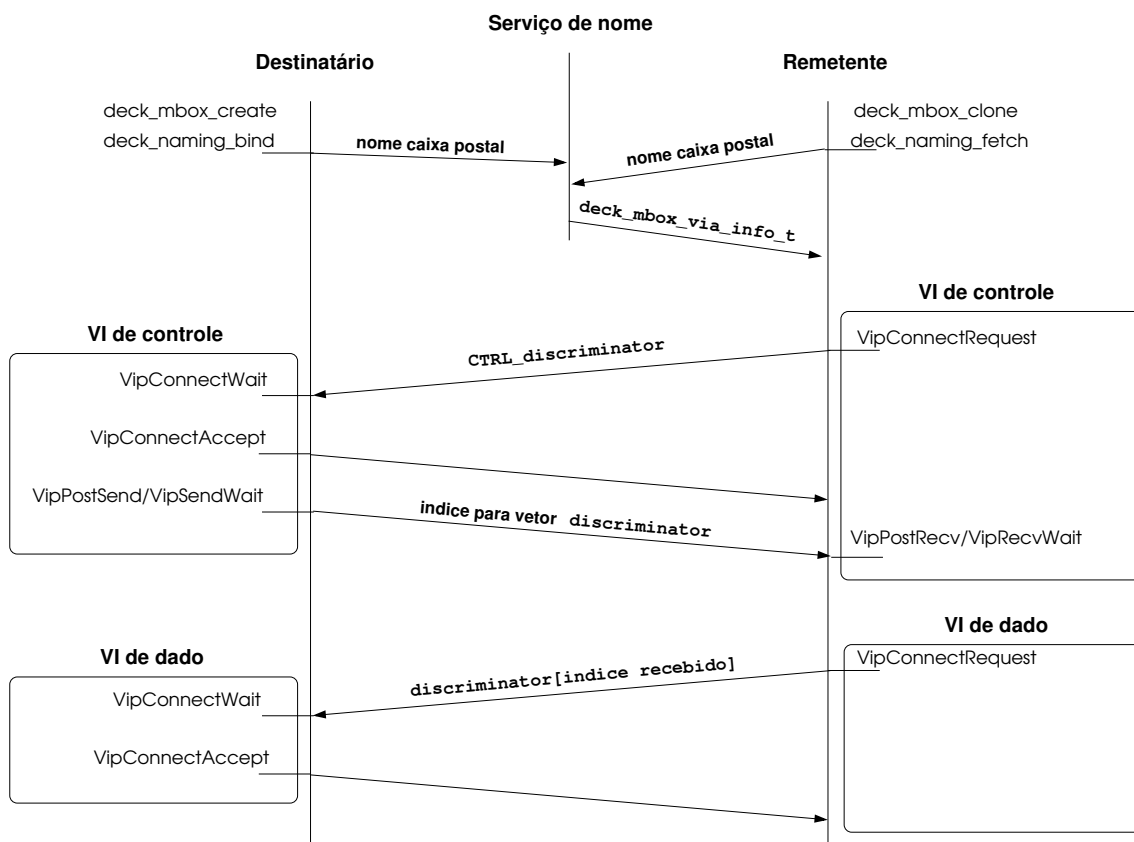 Serviço de nome
Destinatário
Remetente
deck_mbox_create
deck_mbox_clone
deck_naming_bind
nome caixa postal
nome caixa postal
deck_naming_fetch
deck_mbox_via_info_t
VI de controle
VI de controle
VipConnectRequest
CTRL_discriminator
VipConnectWait
VipConnectAccept
VipPostSend/VipSendWait
indice para vetor discriminator
VipPostRecv/VipRecvWait
VI de dado
VI de dado
VipConnectRequest
discriminator[indice recebido]
VipConnectWait
VipConnectAccept